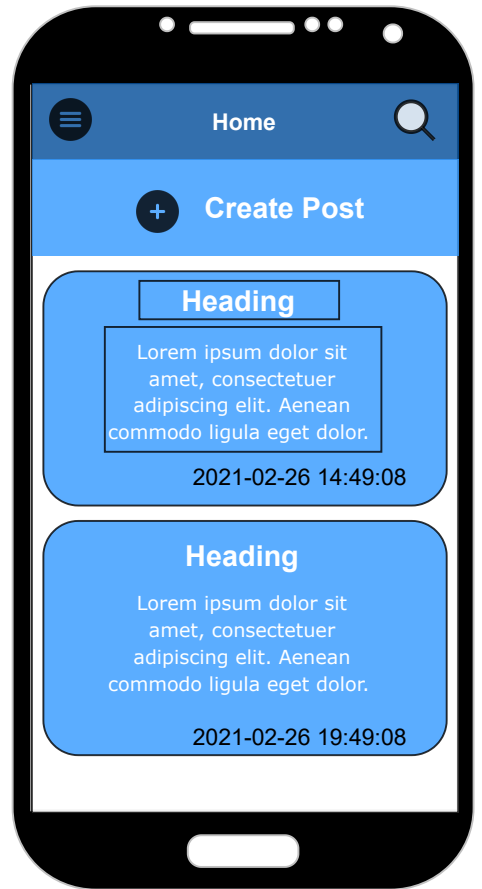 Home
Create Post
Heading
Lorem ipsum dolor sit
amet, consectetuer
adipiscing elit. Aenean
commodo ligula eget dolor.
2021-02-26 14:49:08
Heading
Lorem ipsum dolor sit
amet, consectetuer
adipiscing elit. Aenean
commodo ligula eget dolor.
2021-02-26 19:49:08